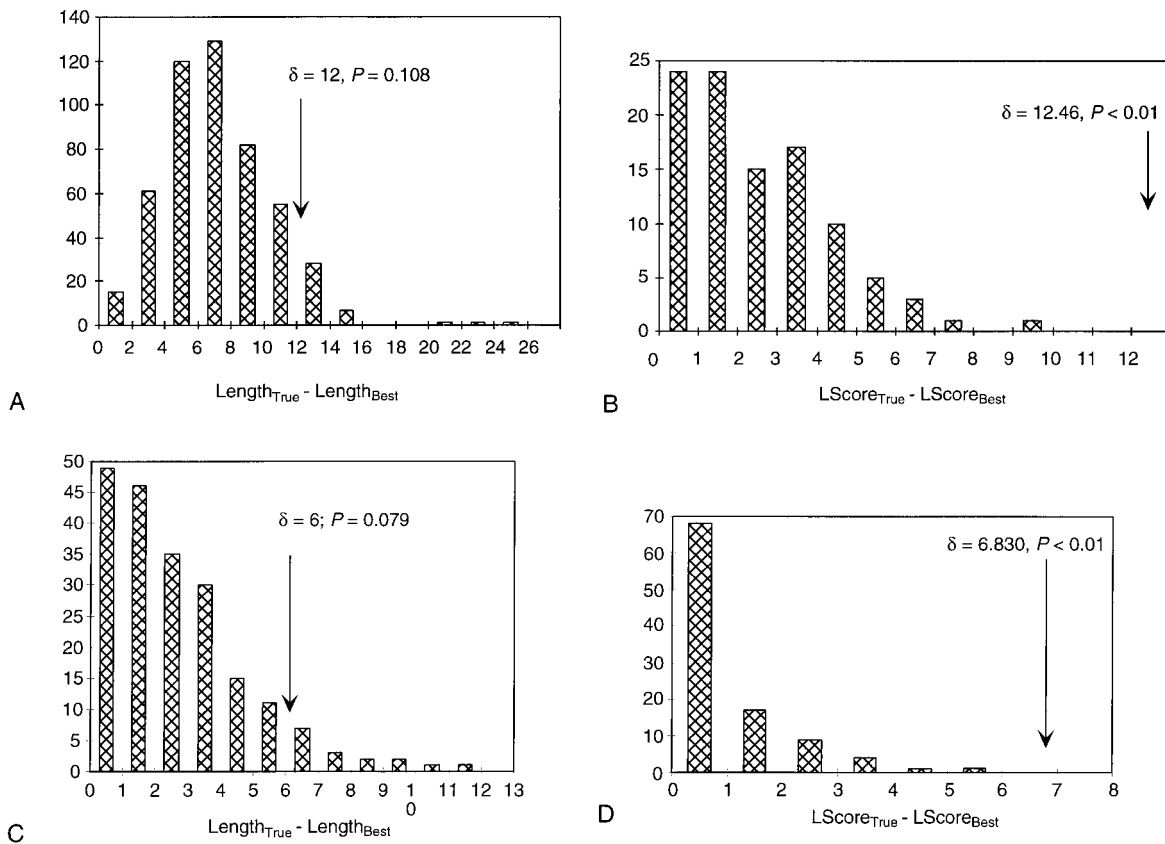 140
120
100
80
60
40
20
0
0 2 4 6 8 10 12 14 16 18 20 21 22 24 26
δ = 12, P = 0.108
Length_True - Length_Best
A
25
20
15
10
5
0
0 1 2 3 4 5 6 7 8 9 10 11 12
δ = 12.46, P < 0.01
LScore_True - LScore_Best
B
50
45
40
35
30
25
20
15
10
5
0
0 1 2 3 4 5 6 7 8 9 1 11 12 13
0
δ = 6; P = 0.079
Length_True - Length_Best
C
70
60
50
40
30
20
10
0
0 1 2 3 4 5 6 7 8
δ = 6.830, P < 0.01
LScore_True - LScore_Best
D